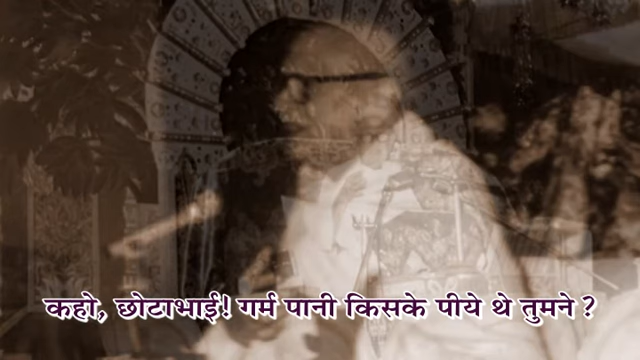 कहो, छोटाभाई! गर्म पानी किसके पीये थे तुमने ?